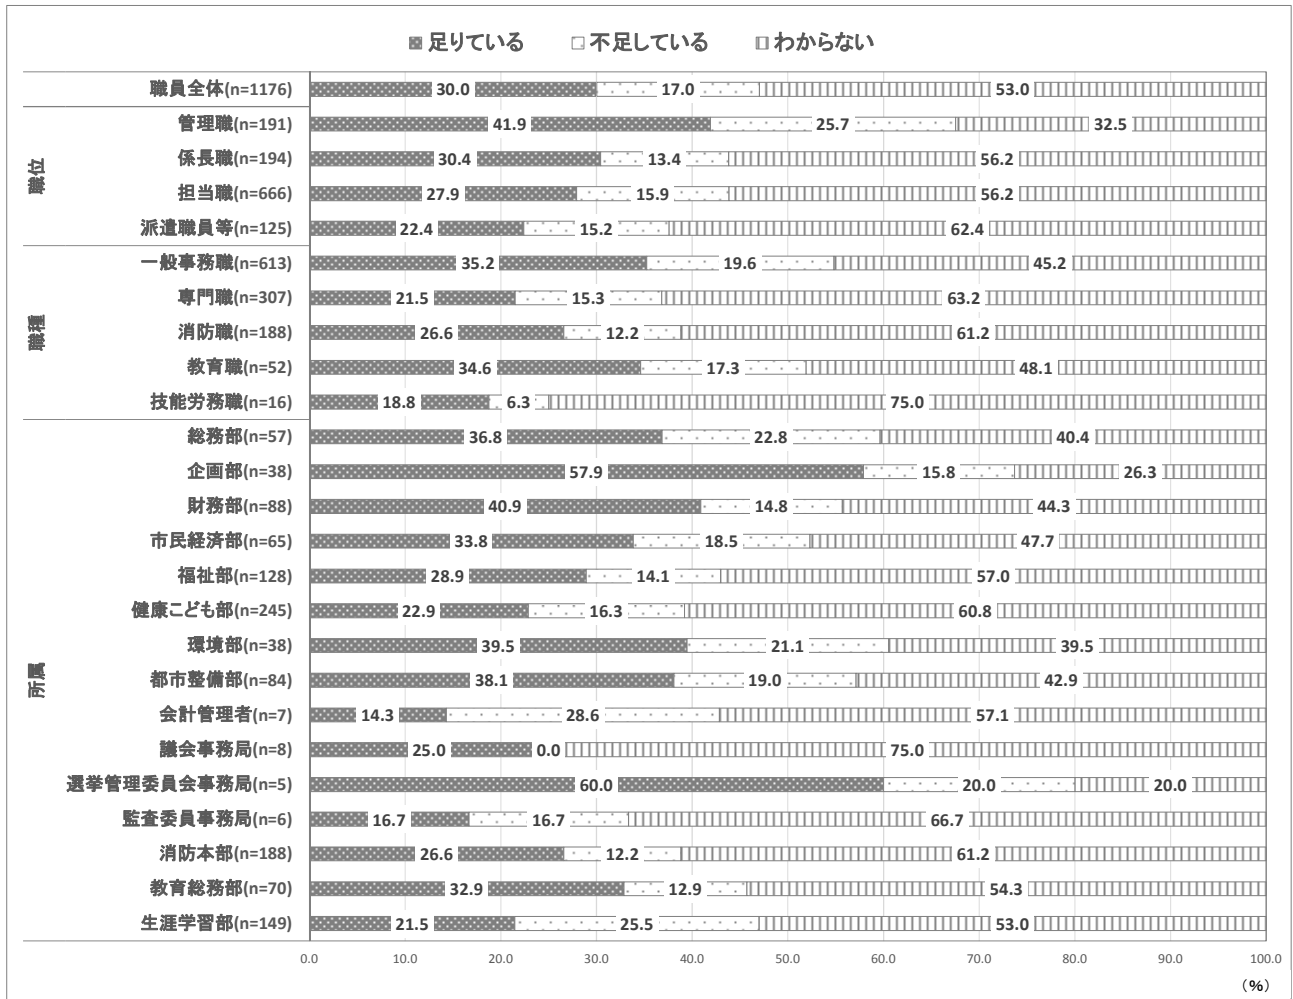 足りている 不足している わからない
職員全体(n=1176) 30.0 17.0 53.0
職位
管理職(n=191) 41.9 25.7 32.5
係長職(n=194) 30.4 13.4 56.2
担当職(n=666) 27.9 15.9 56.2
派遣職員等(n=125) 22.4 15.2 62.4
職種
一般事務職(n=613) 35.2 19.6 45.2
専門職(n=307) 21.5 15.3 63.2
消防職(n=188) 26.6 12.2 61.2
教育職(n=52) 34.6 17.3 48.1
技能労務職(n=16) 18.8 6.3 75.0
所属
総務部(n=57) 36.8 22.8 40.4
企画部(n=38) 57.9 15.8 26.3
財務部(n=88) 40.9 14.8 44.3
市民経済部(n=65) 33.8 18.5 47.7
福祉部(n=128) 28.9 14.1 57.0
健康こども部(n=245) 22.9 16.3 60.8
環境部(n=38) 39.5 21.1 39.5
都市整備部(n=84) 38.1 19.0 42.9
会計管理者(n=7) 14.3 28.6 57.1
議会事務局(n=8) 25.0 0.0 75.0
選挙管理委員会事務局(n=5) 60.0 20.0 20.0
監査委員事務局(n=6) 16.7 16.7 66.7
消防本部(n=188) 26.6 12.2 61.2
教育総務部(n=70) 32.9 12.9 54.3
生涯学習部(n=149) 21.5 25.5 53.0
0.0 10.0 20.0 30.0 40.0 50.0 60.0 70.0 80.0 90.0 100.0
（%）